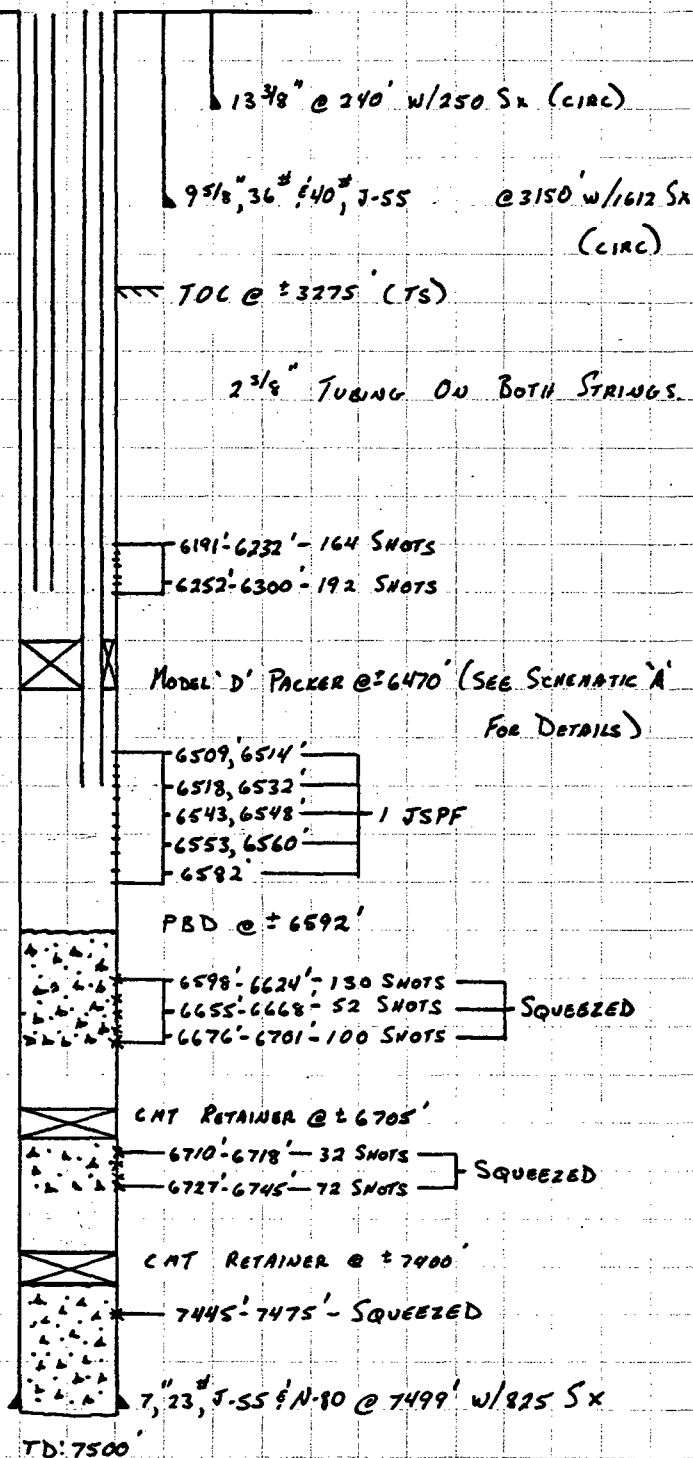 13 3/8" @ 240' w/250 Sx (CIRC)
9 5/8", 36# & 40#, J-55 @ 3150' w/1612 Sx
(CIRC)
TOC @ ±3275' (TS)
2 3/8" TUBING ON BOTH STRINGS.
6191'-6232'- 164 SHOTS
6252'-6300'- 192 SHOTS
MODEL 'D' PACKER @ ±6470' (SEE SCHEMATIC 'A'
FOR DETAILS)
6509, 6514'
6518, 6532'
6543, 6548' 1 JSPF
6553, 6560'
6582'
PBD @ ±6592'
6598'-6624'- 130 SHOTS
6655'-6668'- 52 SHOTS SQUEEZED
6676'-6701'- 100 SHOTS
CMT RETAINER @ ±6705'
6710'-6718'- 32 SHOTS
6727'-6745'- 72 SHOTS SQUEEZED
CMT RETAINER @ ±7400'
7445'-7475'- SQUEEZED
7", 23#, J-55 & N-80 @ 7499' w/825 Sx
TD: 7500'